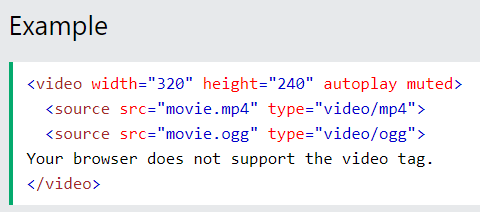 Example
<video width="320" height="240" autoplay muted>
<source src="movie.mp4" type="video/mp4">
<source src="movie.ogg" type="video/ogg">
Your browser does not support the video tag.
</video>